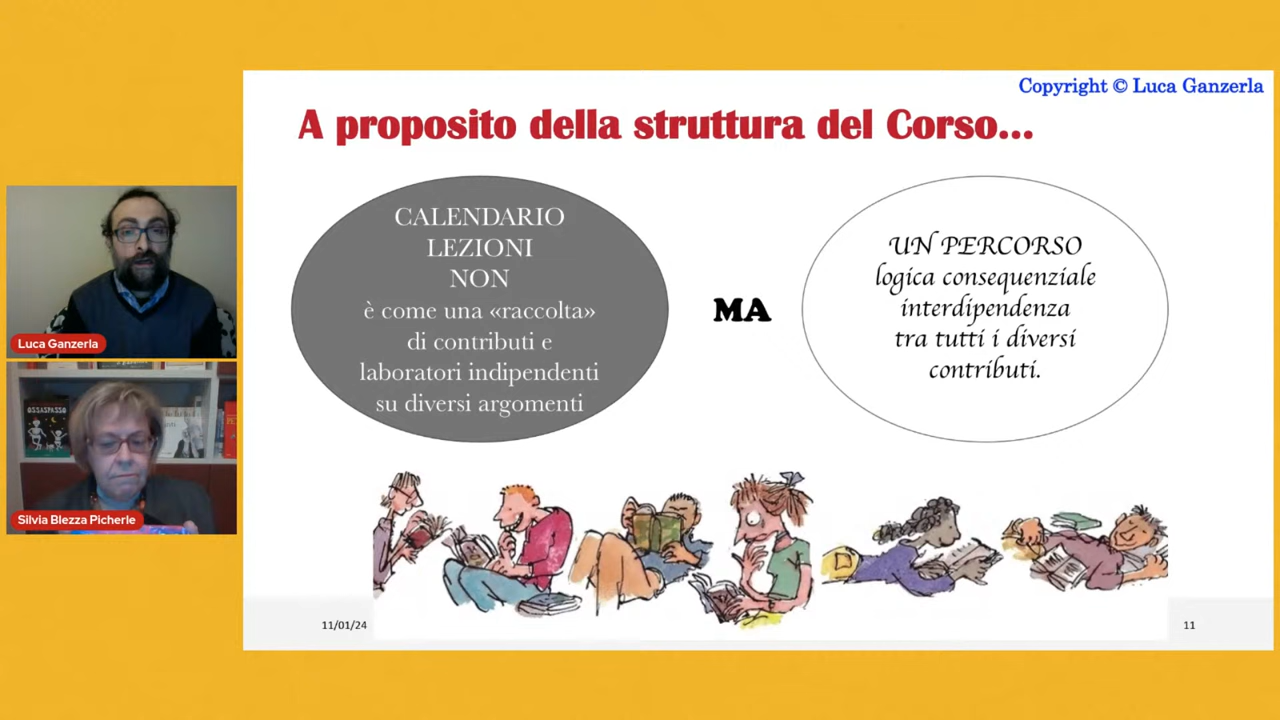 Copyright © Luca Ganzerla
A proposito della struttura del Corso...
CALENDARIO
LEZIONI
NON
è come una «raccolta»
di contributi e
laboratori indipendenti
su diversi argomenti
MA
UN PERCORSO
logica consequenziale
interdipendenza
tra tutti i diversi
contributi.
Luca Ganzerla
OSSASPASSO
Silvia Blezza Picherle
11/01/24
11